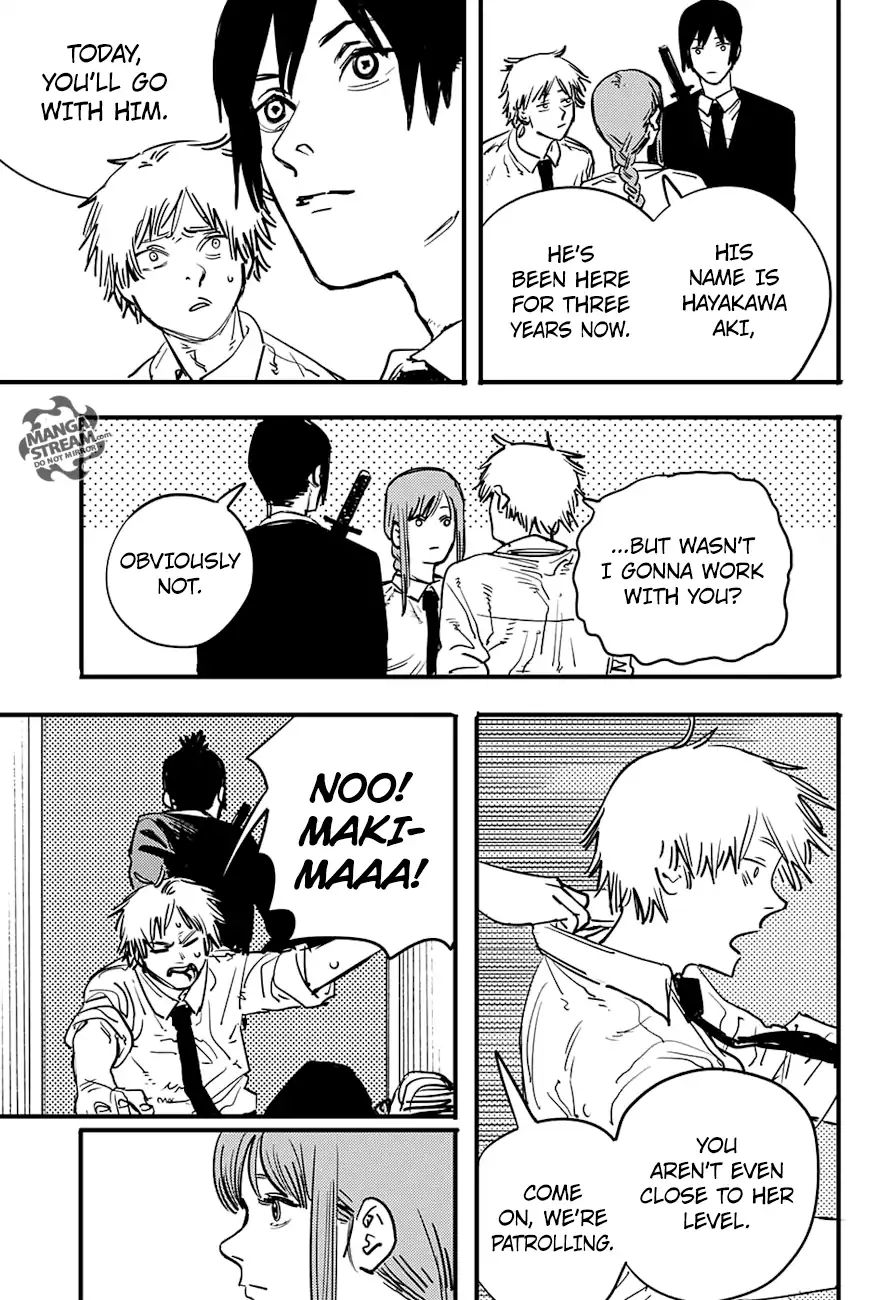 HIS
NAME IS
HAYAKAWA
AKI,
HE'S
BEEN HERE
FOR THREE
YEARS NOW.
TODAY,
YOU'LL GO
WITH HIM.
MANGA
STREAM.com
DO NOT MIRROR
...BUT WASN'T
I GONNA WORK
WITH YOU?
OBVIOUSLY
NOT.
YOU
AREN'T EVEN
CLOSE TO HER
LEVEL.
COME
ON, WE'RE
PATROLLING.
NOO!
MAKI-
MAAA!